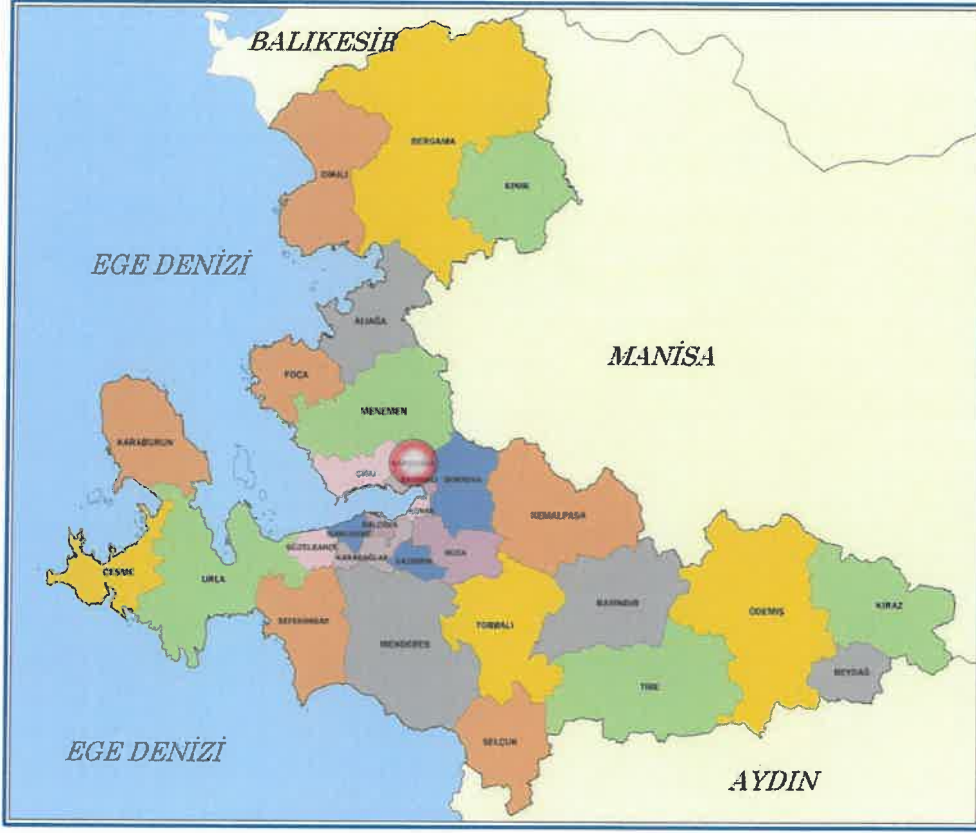 BALIKESİR
BERGAMA
DİKİLİ
KINIK
EGE DENİZİ
ALİAĞA
MANİSA
FOÇA
MENEMEN
KARABURUN
ÇİĞLİ
BORNOVA
KEMALPAŞA
KONAK
BALÇOVA
GÜZELBAHÇE
KARABAĞLAR
BUCA
GAZİEMİR
ÇEŞME
URLA
BAYINDIR
ÖDEMİŞ
KİRAZ
SEFERİHİSAR
TORBALI
MENDERES
BEYDAĞ
TİRE
SELÇUK
EGE DENİZİ
AYDIN